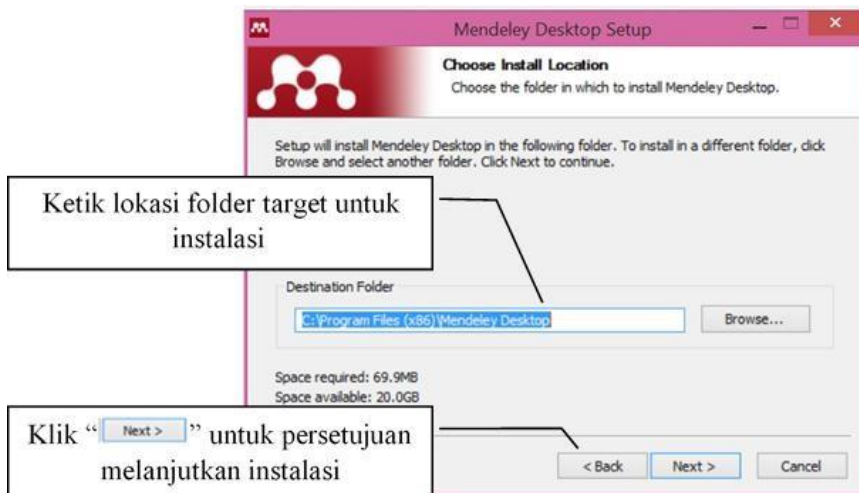 Mendeley Desktop Setup
Choose Install Location
Choose the folder in which to install Mendeley Desktop.
Setup will install Mendeley Desktop in the following folder. To install in a different folder, click
Browse and select another folder. Click Next to continue.
Ketik lokasi folder target untuk
instalasi
Destination Folder
C:\Program Files (x86)\Mendeley Desktop
Browse...
Space required: 69.9MB
Space available: 20.0GB
Klik “ Next > ” untuk persetujuan
melanjutkan instalasi
< Back
Next >
Cancel